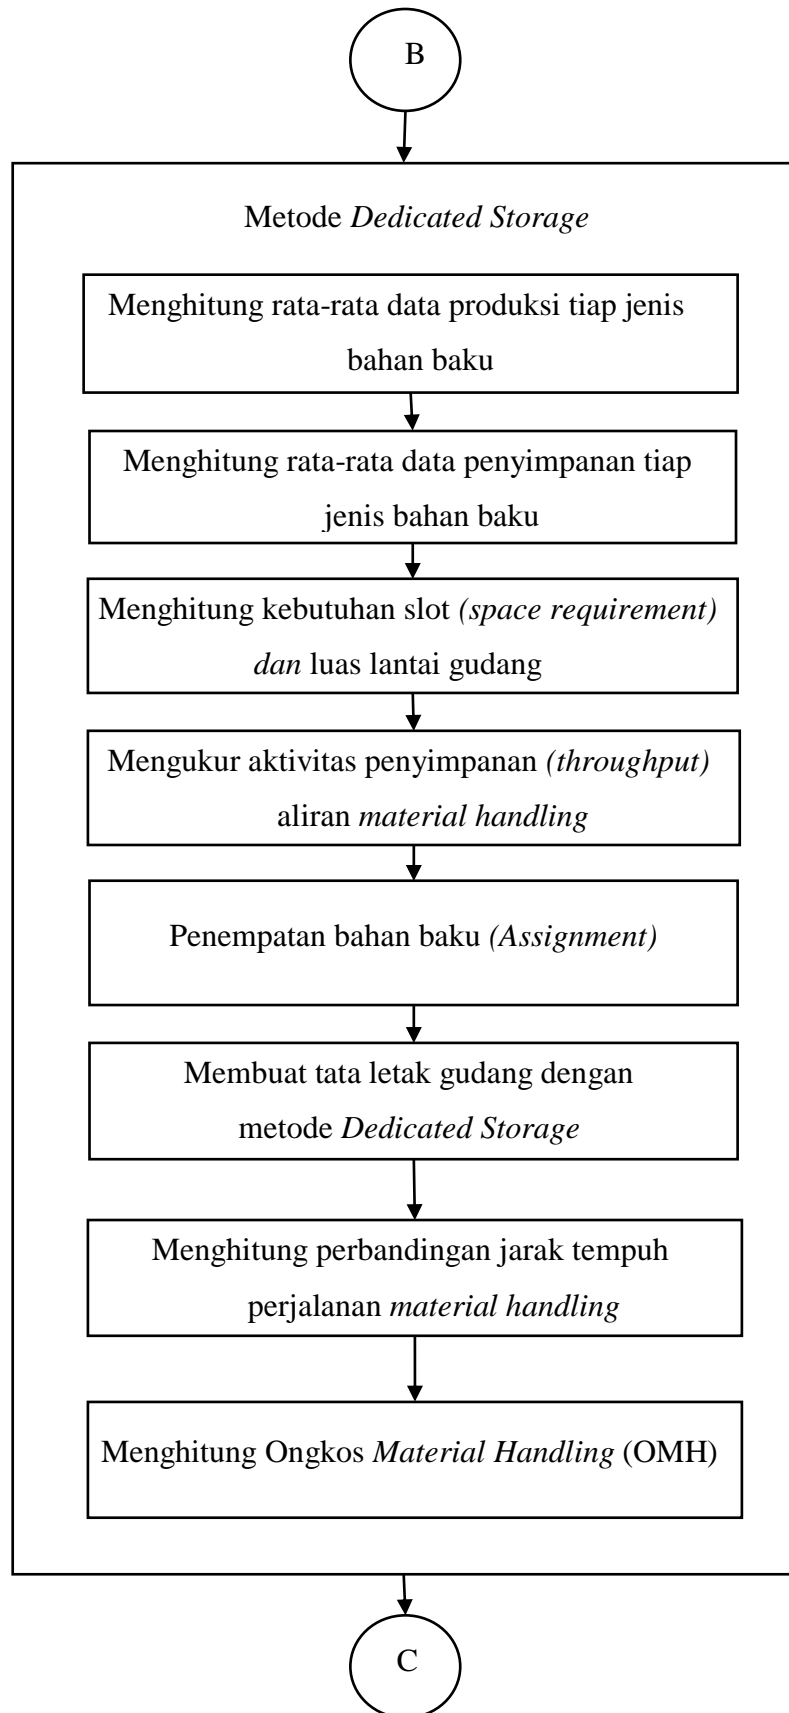 B
Metode Dedicated Storage
Menghitung rata-rata data produksi tiap jenis
bahan baku
Menghitung rata-rata data penyimpanan tiap
jenis bahan baku
Menghitung kebutuhan slot (space requirement)
dan luas lantai gudang
Mengukur aktivitas penyimpanan (throughput)
aliran material handling
Penempatan bahan baku (Assignment)
Membuat tata letak gudang dengan
metode Dedicated Storage
Menghitung perbandingan jarak tempuh
perjalanan material handling
Menghitung Ongkos Material Handling (OMH)
C